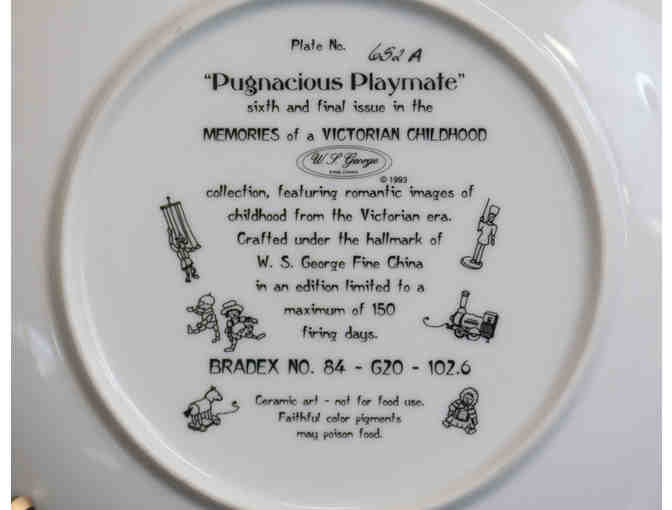 Plate No. 652 A
"Pugnacious Playmate"
sixth and final issue in the
MEMORIES of a VICTORIAN CHILDHOOD
W. S. George
FINE CHINA
© 1993
collection, featuring romantic images of
childhood from the Victorian era.
Crafted under the hallmark of
W. S. George Fine China
in an edition limited to a
maximum of 150
firing days.
BRADEX NO. 84 - G20 - 102.6
Ceramic art - not for food use.
Faithful color pigments
may poison food.